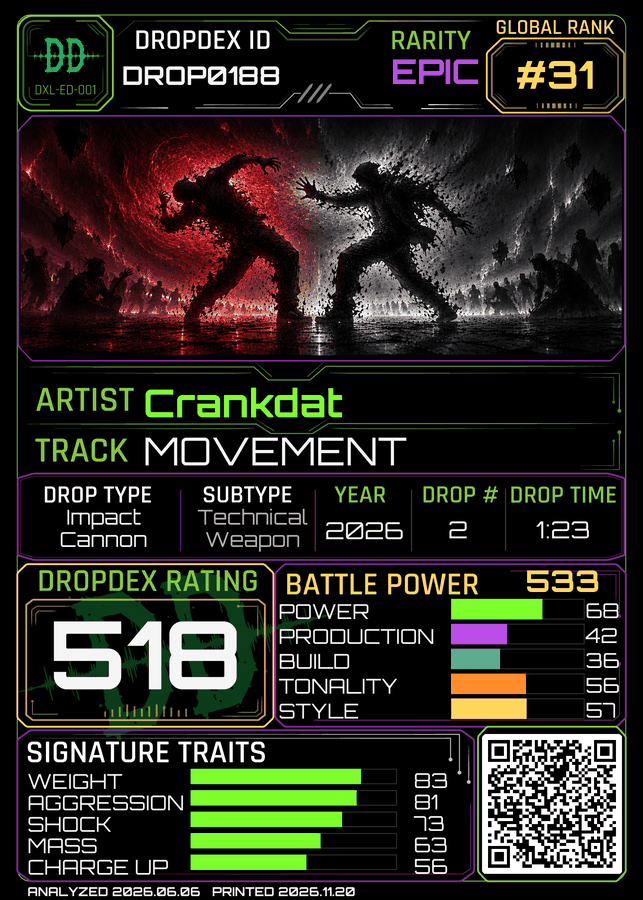 DD
DXL-ED-001
DROPDEX ID
DROP0188
RARITY
EPIC
GLOBAL RANK
#31
ARTIST Crankdat
TRACK MOVEMENT
DROP TYPE
Impact
Cannon
SUBTYPE
Technical
Weapon
YEAR
2026
DROP #
2
DROP TIME
1:23
DROPDEX RATING
518
BATTLE POWER 533
POWER 68
PRODUCTION 42
BUILD 36
TONALITY 56
STYLE 57
SIGNATURE TRAITS
WEIGHT 83
AGGRESSION 81
SHOCK 73
MASS 63
CHARGE UP 56
ANALYZED 2026.06.06 PRINTED 2026.11.20